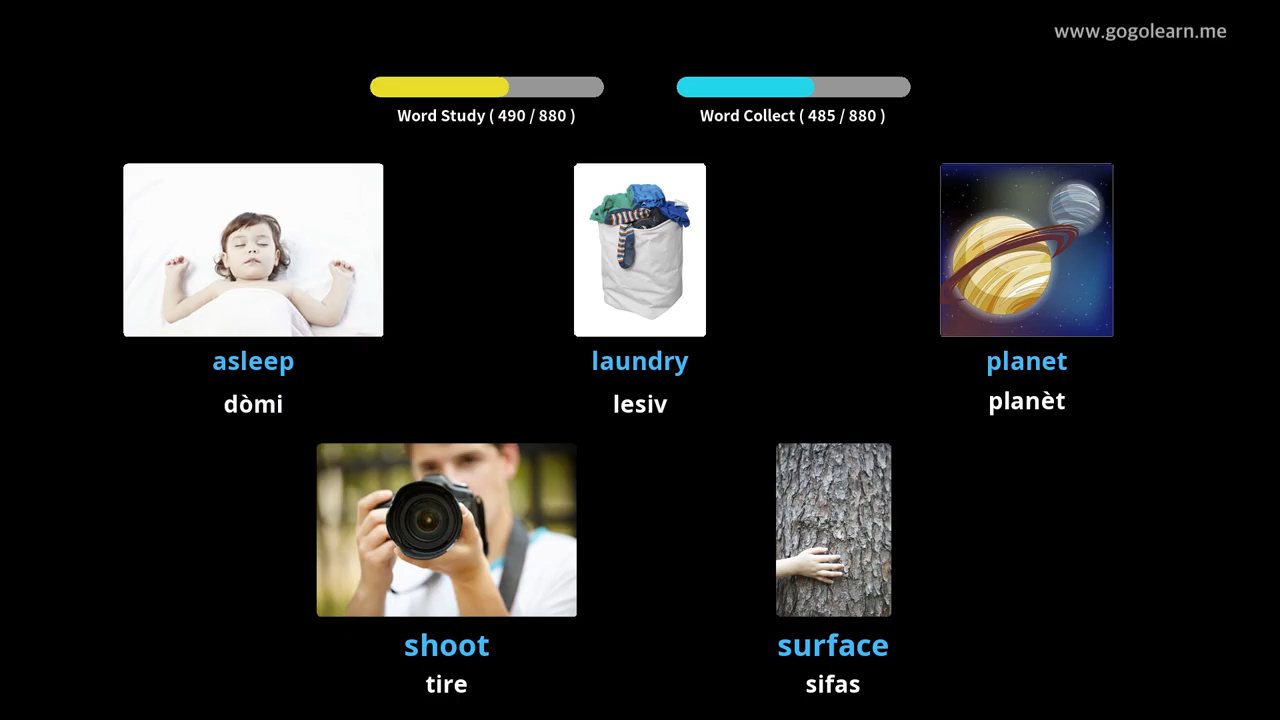 www.gogolearn.me
Word Study ( 490 / 880 )
Word Collect ( 485 / 880 )
asleep
dòmi
laundry
lesiv
planet
planèt
shoot
tire
surface
sifas